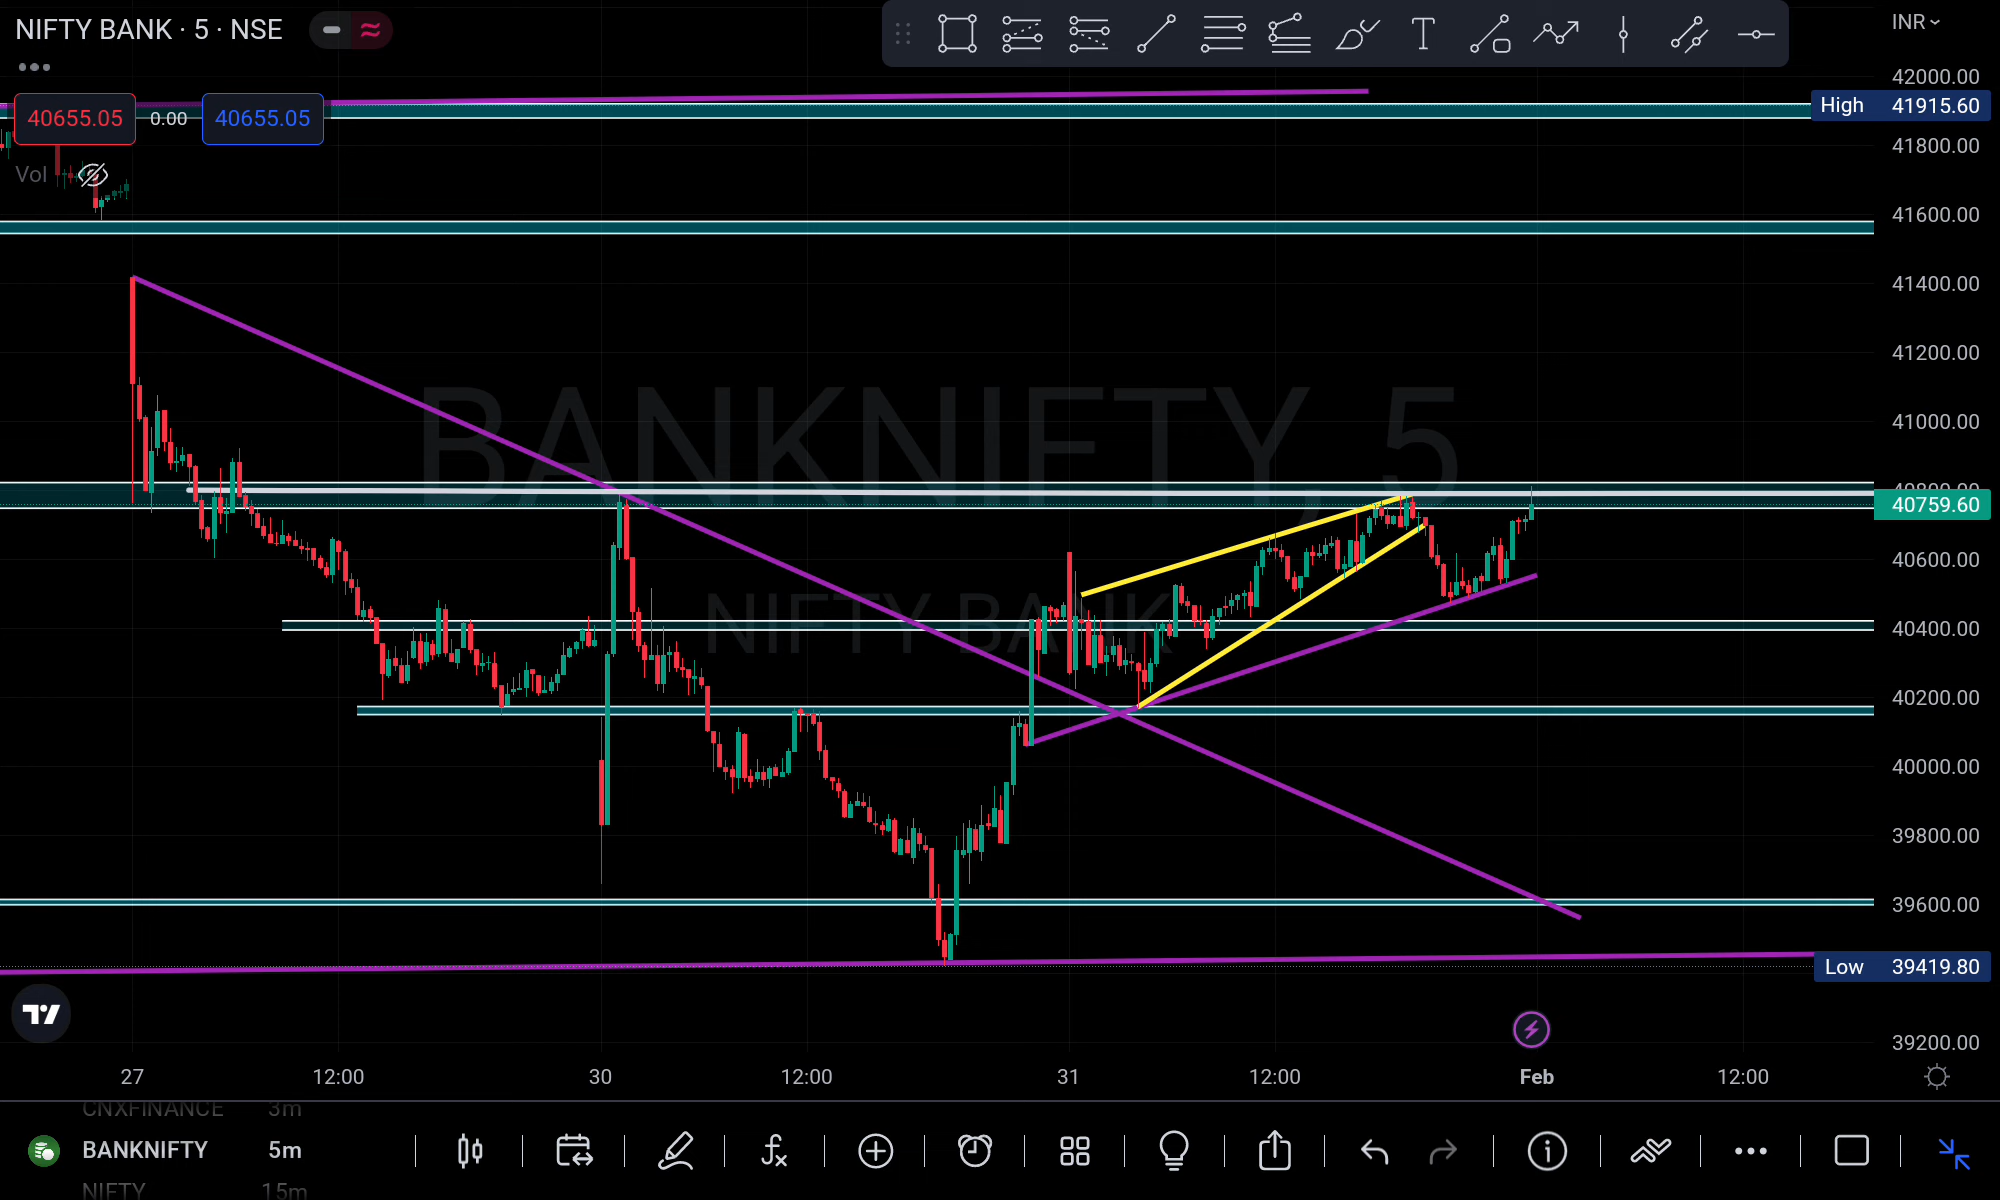 NIFTY BANK · 5 · NSE
INR
42000.00
High 41915.60
40655.05 0.00 40655.05
41800.00
Vol
41600.00
41400.00
41200.00
BANKNIFTY, 5
41000.00
40800.00
40759.60
40600.00
NIFTY BANK
40400.00
40200.00
40000.00
39800.00
39600.00
Low 39419.80
39200.00
27 12:00 30 12:00 31 12:00 Feb 12:00
CNXFINANCE 3m
BANKNIFTY 5m
NIFTY 15m